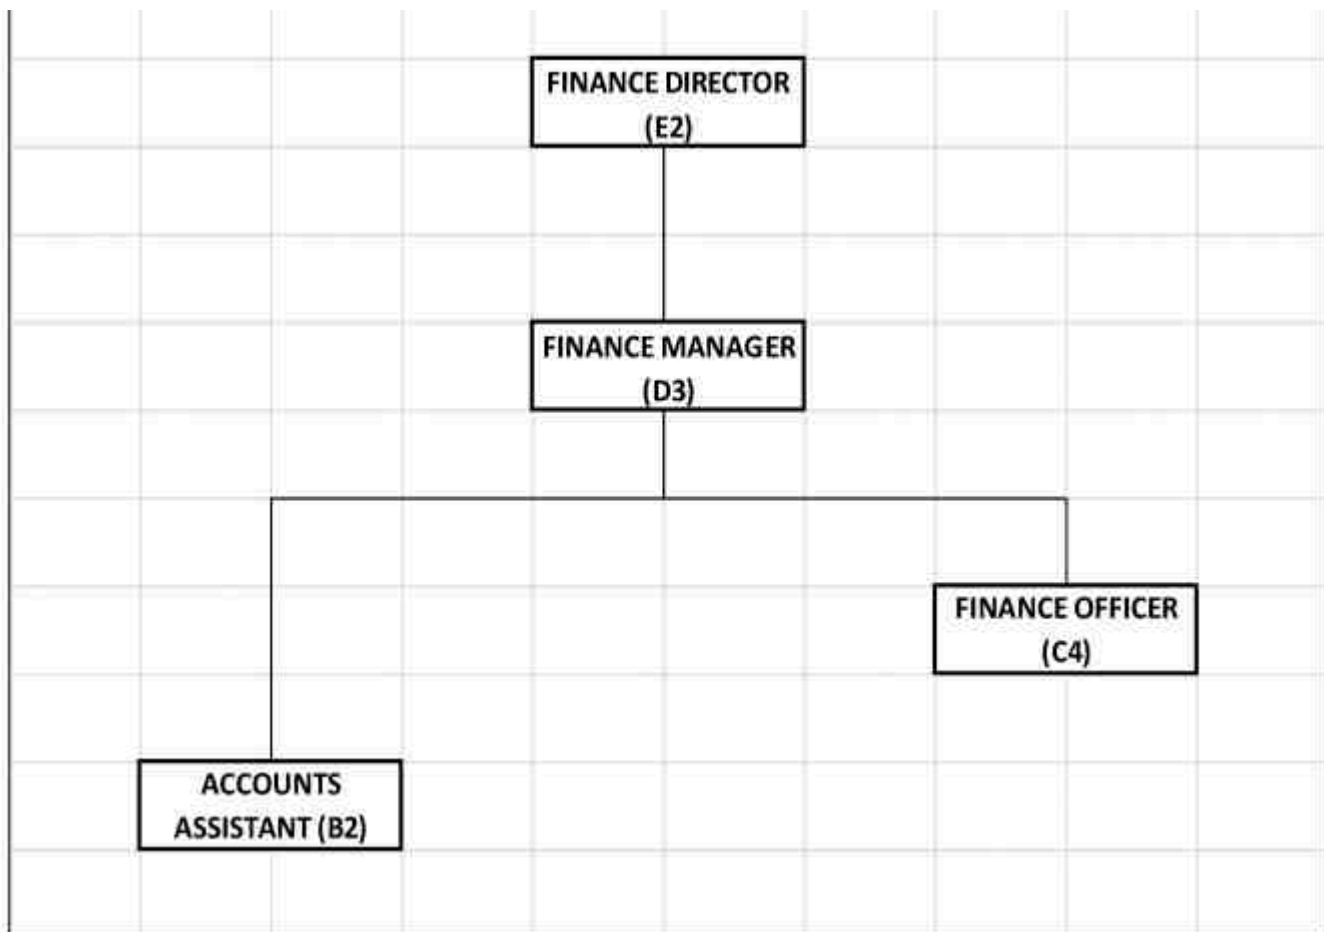 FINANCE DIRECTOR
(E2)
FINANCE MANAGER
(D3)
FINANCE OFFICER
(C4)
ACCOUNTS
ASSISTANT (B2)